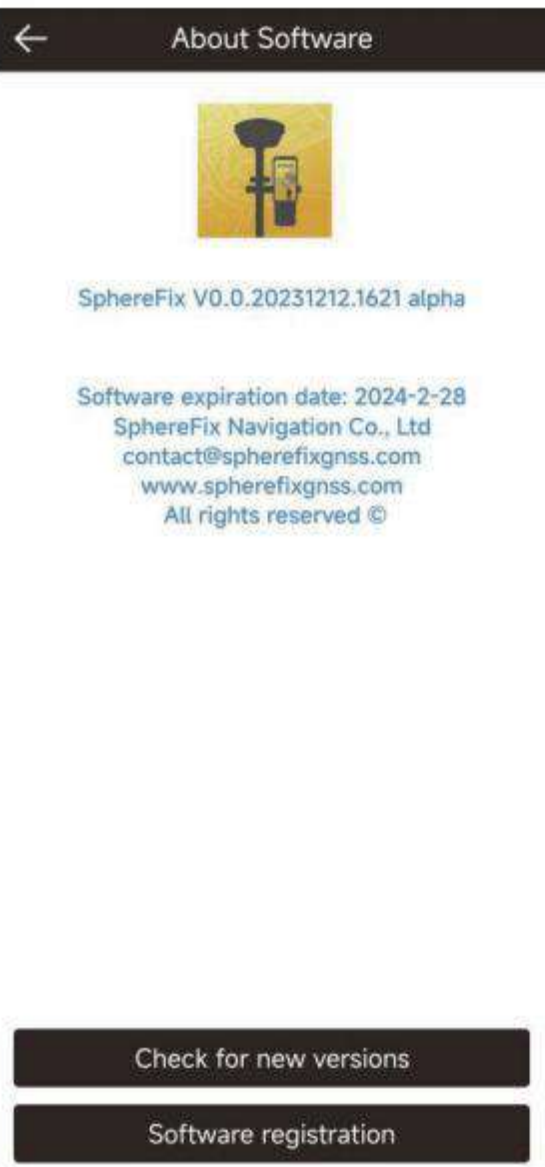 About Software
SphereFix V0.0.20231212.1621 alpha
Software expiration date: 2024-2-28
SphereFix Navigation Co., Ltd
contact@spherefixgnss.com
www.spherefixgnss.com
All rights reserved ©
Check for new versions
Software registration